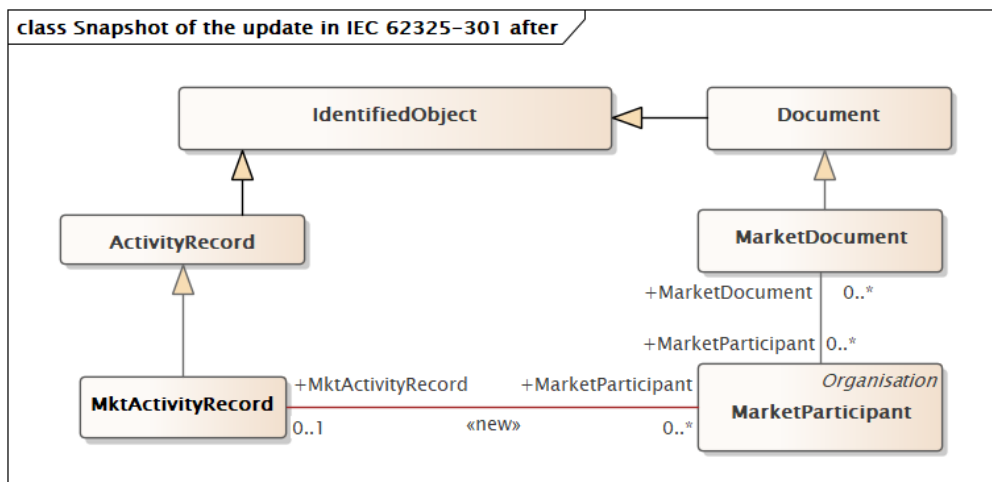 class Snapshot of the update in IEC 62325-301 after
IdentifiedObject
Document
ActivityRecord
MarketDocument
+MarketDocument 0..*
+MarketParticipant 0..*
MktActivityRecord
+MktActivityRecord
0..1
«new»
+MarketParticipant
0..*
Organisation
MarketParticipant